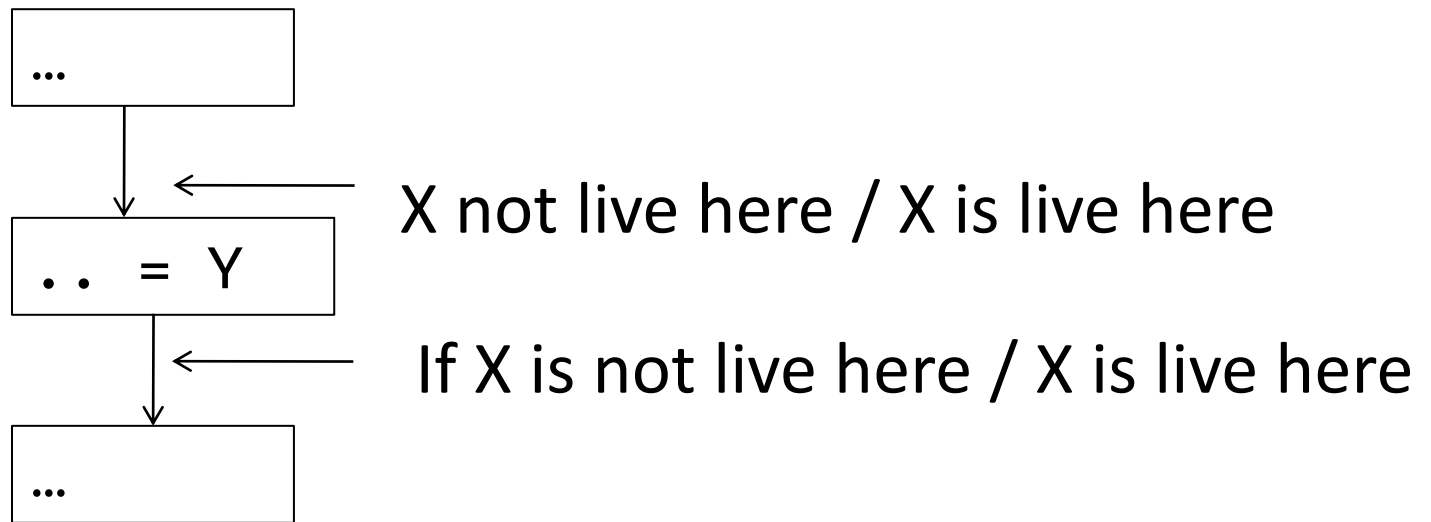 ...
X not live here / X is live here
.. = Y
If X is not live here / X is live here
...